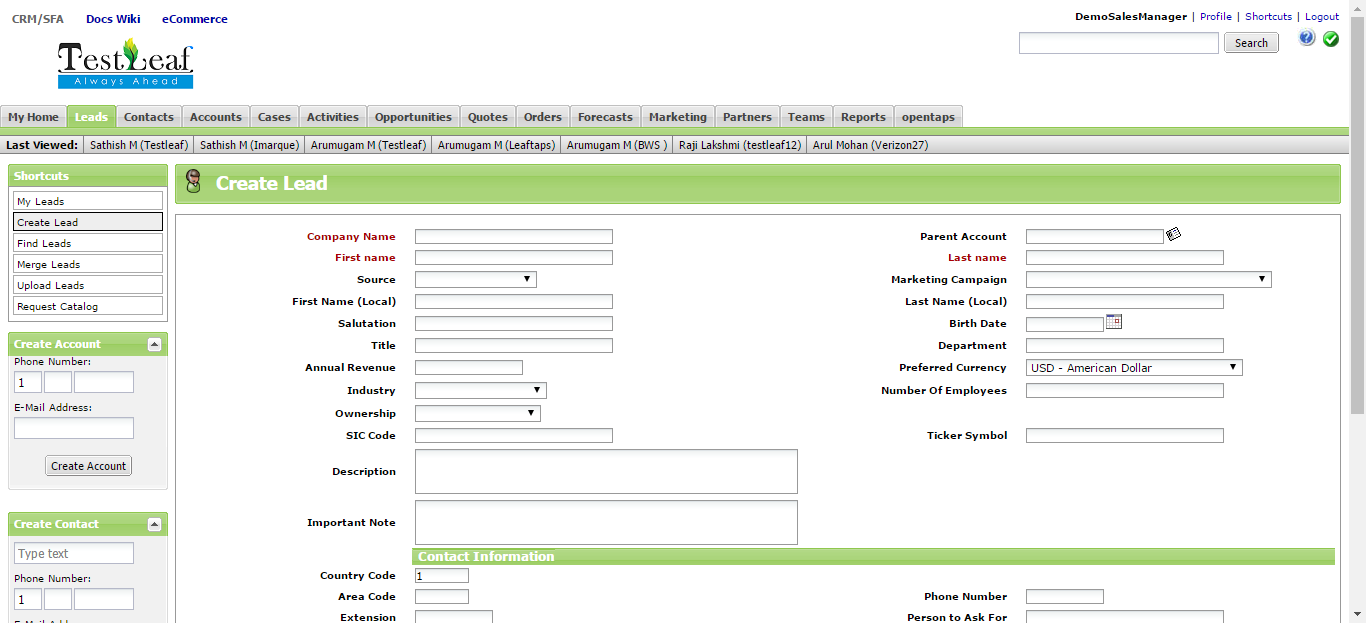 CRM/SFA Docs Wiki eCommerce
DemoSalesManager | Profile | Shortcuts | Logout
TestLeaf
Always Ahead
Search
My Home Leads Contacts Accounts Cases Activities Opportunities Quotes Orders Forecasts Marketing Partners Teams Reports opentaps
Last Viewed: Sathish M (Testleaf) Sathish M (Imarque) Arumugam M (Testleaf) Arumugam M (Leaftaps) Arumugam M (BWS ) Raji Lakshmi (testleaf12) Arul Mohan (Verizon27)
Shortcuts
My Leads
Create Lead
Find Leads
Merge Leads
Upload Leads
Request Catalog
Create Account
Phone Number:
1
E-Mail Address:
Create Account
Create Contact
Type text
Phone Number:
1
Create Lead
Company Name Parent Account
First name Last name
Source Marketing Campaign
First Name (Local) Last Name (Local)
Salutation Birth Date
Title Department
Annual Revenue Preferred Currency USD - American Dollar
Industry Number Of Employees
Ownership
SIC Code Ticker Symbol
Description
Important Note
Contact Information
Country Code 1
Area Code Phone Number
Extension Person to Ask For